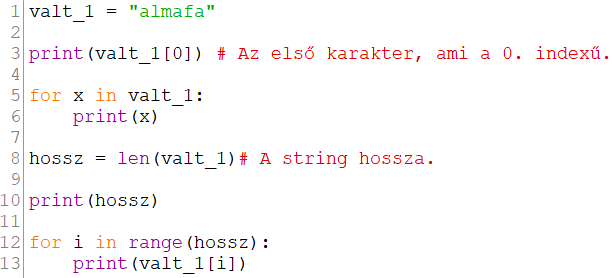 1 valt_1 = "almafa"
2
3 print(valt_1[0]) # Az első karakter, ami a 0. indexű.
4
5 for x in valt_1:
6     print(x)
7
8 hossz = len(valt_1)# A string hossza.
9
10 print(hossz)
11
12 for i in range(hossz):
13     print(valt_1[i])